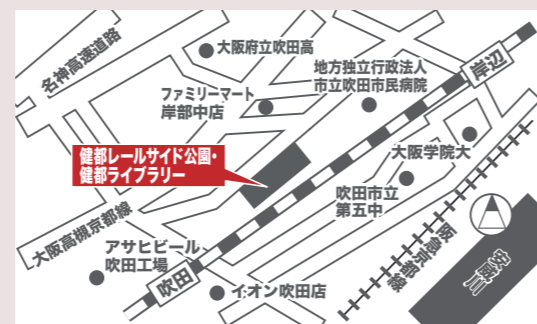 名神高速道路
大阪府立吹田高
地方独立行政法人
市立吹田市民病院
岸辺
ファミリーマート
岸部中店
健都レールサイド公園・
健都ライブラリー
大阪学院大
吹田市立
第五中
大阪高槻京都線
アサヒビール
吹田工場
吹田
イオン吹田店
阪急京都線
安威川